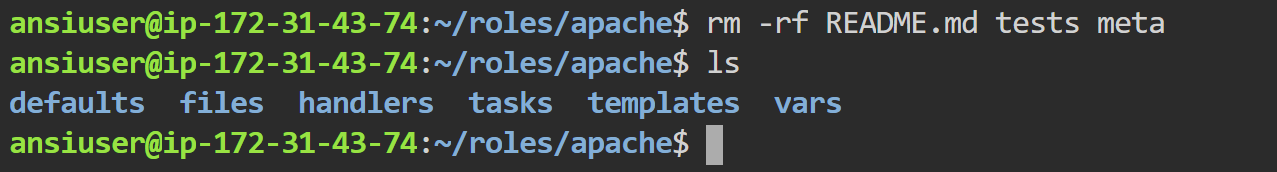 ansiuser@ip-172-31-43-74:~/roles/apache$ rm -rf README.md tests meta
ansiuser@ip-172-31-43-74:~/roles/apache$ ls
defaults  files  handlers  tasks  templates  vars
ansiuser@ip-172-31-43-74:~/roles/apache$